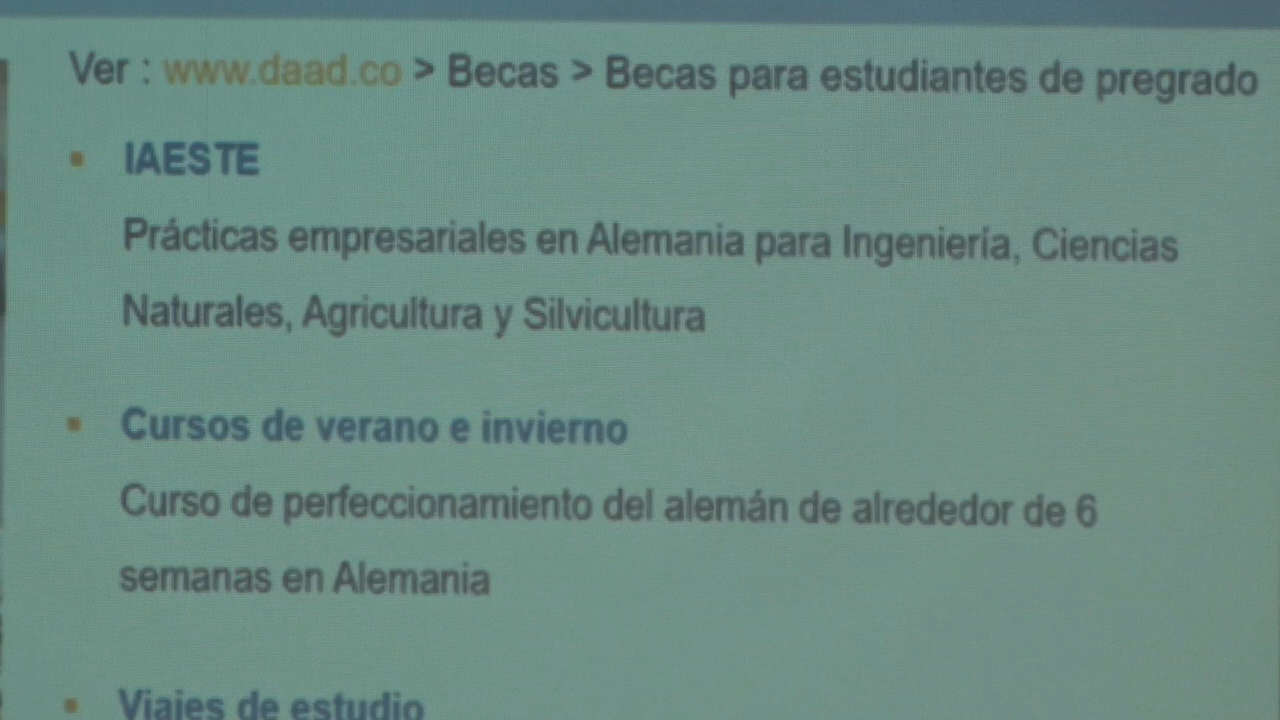 Ver : www.daad.co > Becas > Becas para estudiantes de pregrado
IAESTE
Prácticas empresariales en Alemania para Ingeniería, Ciencias
Naturales, Agricultura y Silvicultura
Cursos de verano e invierno
Curso de perfeccionamiento del alemán de alrededor de 6
semanas en Alemania
Viajes de estudio